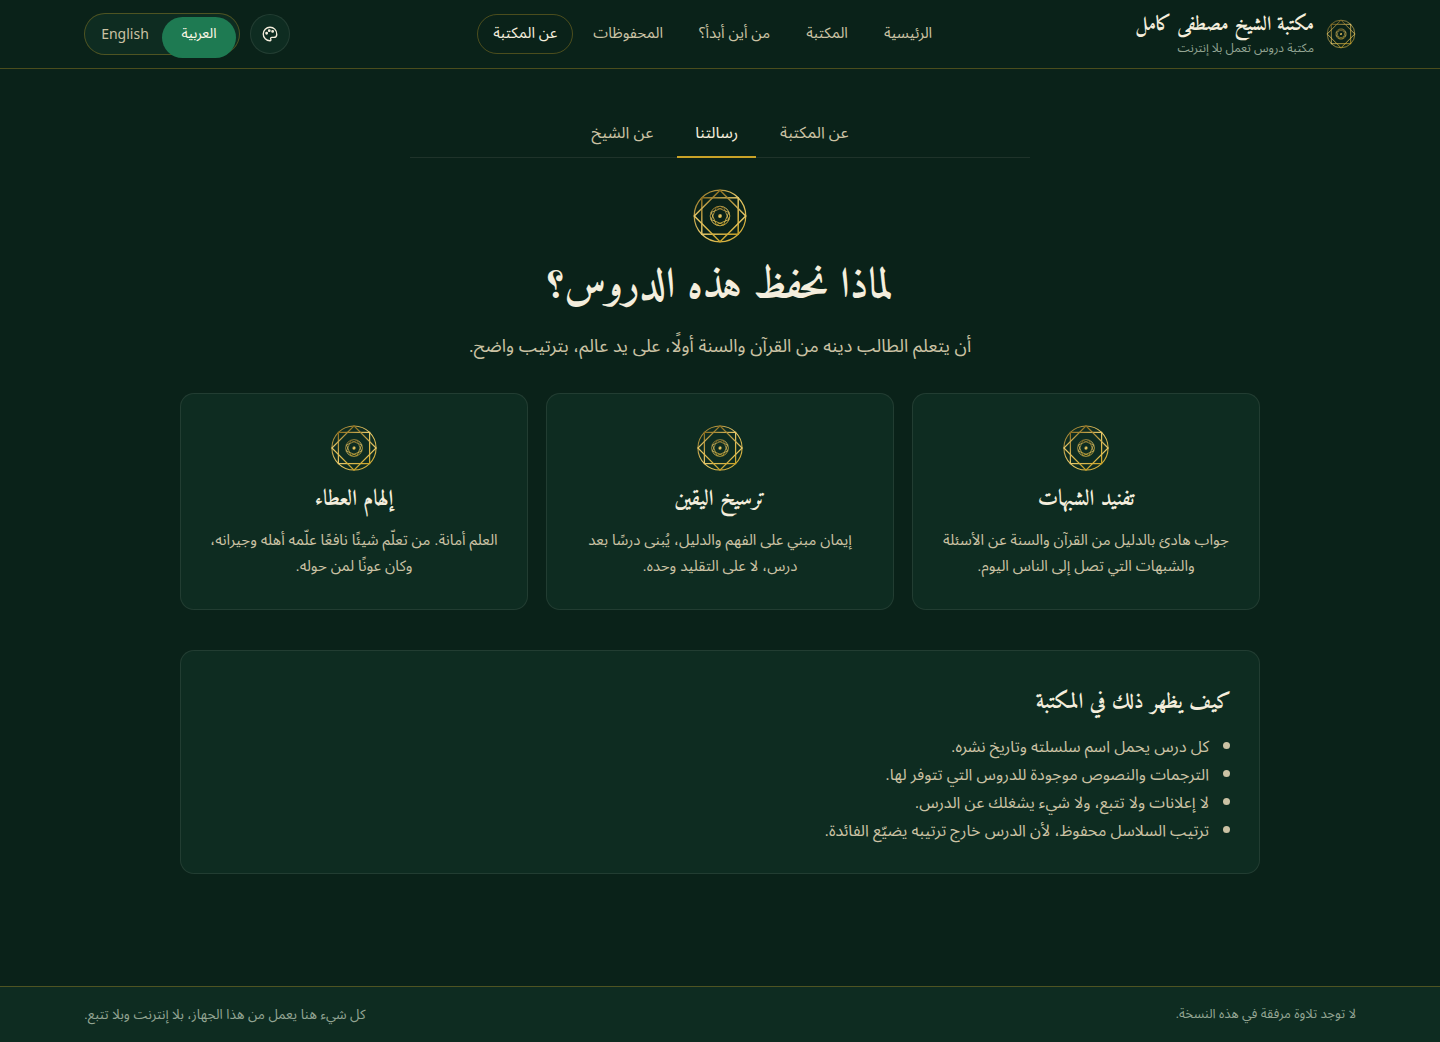 مكتبة الشيخ مصطفى كامل
مكتبة دروس تعمل بلا إنترنت
الرئيسية
المكتبة
من أين أبدأ؟
المحفوظات
عن المكتبة
العربية
English
عن المكتبة
رسالتنا
عن الشيخ
لماذا نحفظ هذه الدروس؟
أن يتعلم الطالب دينه من القرآن والسنة أولًا، على يد عالم، بترتيب واضح.
تفنيد الشبهات
جواب هادئ بالدليل من القرآن والسنة عن الأسئلة
والشبهات التي تصل إلى الناس اليوم.
ترسيخ اليقين
إيمان مبني على الفهم والدليل، يُبنى درسًا بعد
درس، لا على التقليد وحده.
إلهام العطاء
العلم أمانة. من تعلّم شيئًا نافعًا علّمه أهله وجيرانه،
وكان عونًا لمن حوله.
كيف يظهر ذلك في المكتبة
كل درس يحمل اسم سلسلته وتاريخ نشره.
الترجمات والنصوص موجودة للدروس التي تتوفر لها.
لا إعلانات ولا تتبع، ولا شيء يشغلك عن الدرس.
ترتيب السلاسل محفوظ، لأن الدرس خارج ترتيبه يضيّع الفائدة.
لا توجد تلاوة مرفقة في هذه النسخة.
كل شيء هنا يعمل من هذا الجهاز، بلا إنترنت وبلا تتبع.